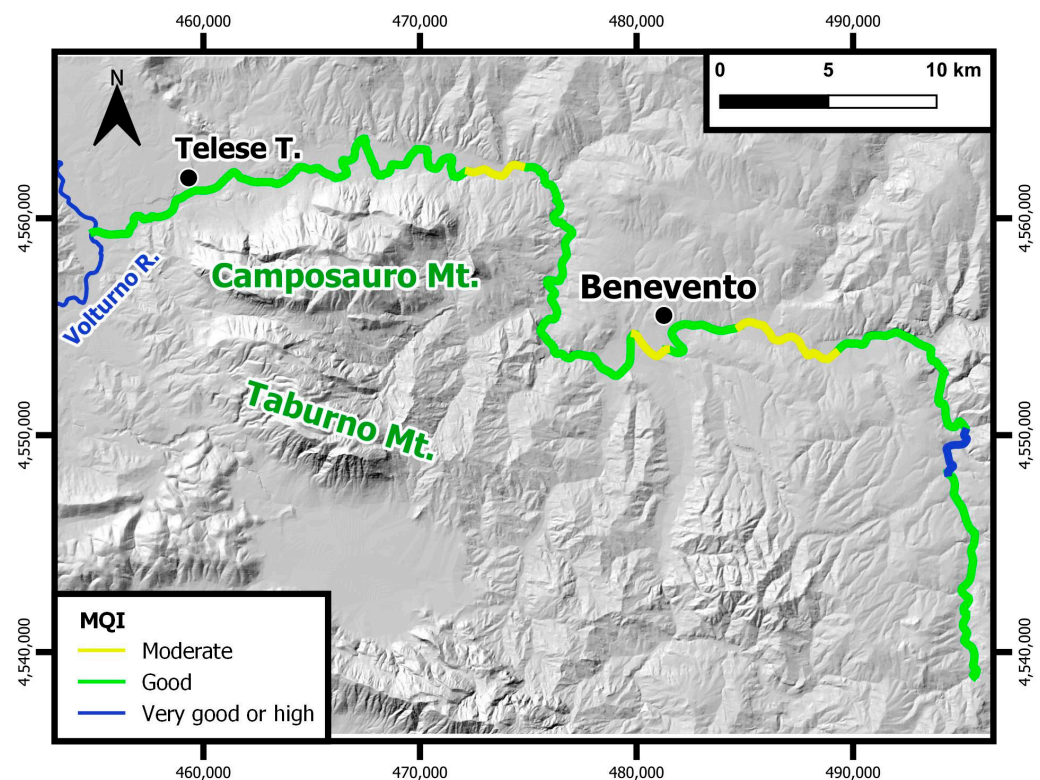 460,000
470,000
480,000
490,000
N
0 5 10 km
Telese T.
4,560,000
4,560,000
Camposauro Mt.
Volturno R.
Benevento
Taburno Mt.
4,550,000
4,550,000
MQI
Moderate
Good
Very good or high
4,540,000
4,540,000
460,000
470,000
480,000
490,000